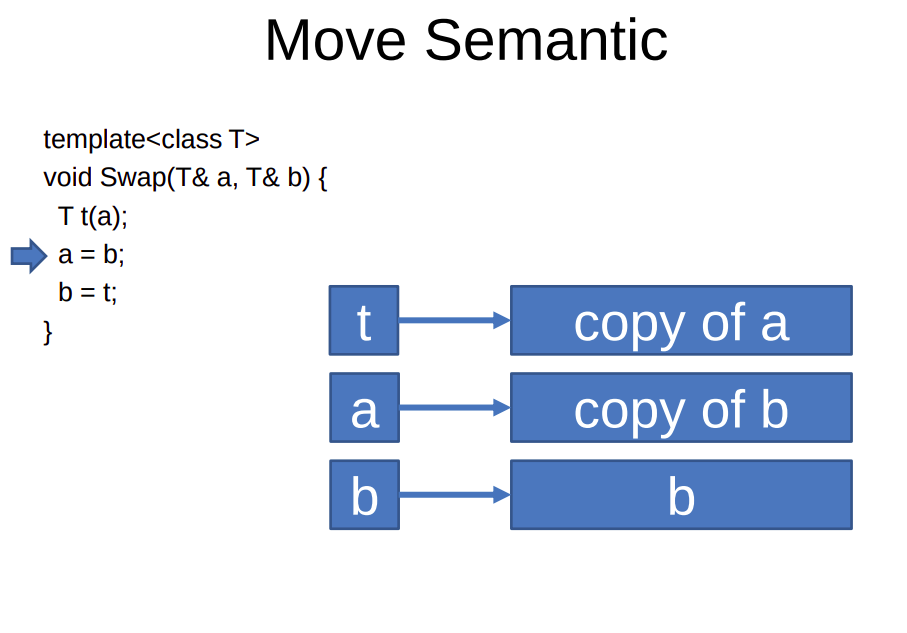 Move Semantic
template<class T>
void Swap(T& a, T& b) {
T t(a);
a = b;
b = t;
}
t
copy of a
a
copy of b
b
b